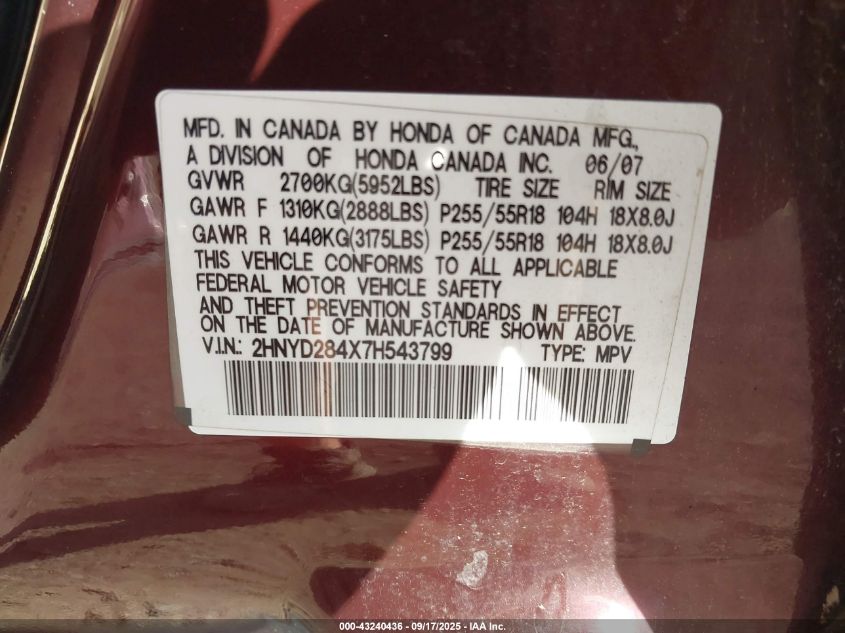 MFD. IN CANADA BY HONDA OF CANADA MFG.,
A DIVISION OF HONDA CANADA INC. 06/07
GVWR 2700KG(5952LBS) TIRE SIZE RIM SIZE
GAWR F 1310KG(2888LBS) P255/55R18 104H 18X8.0J
GAWR R 1440KG(3175LBS) P255/55R18 104H 18X8.0J
THIS VEHICLE CONFORMS TO ALL APPLICABLE
FEDERAL MOTOR VEHICLE SAFETY
AND THEFT PREVENTION STANDARDS IN EFFECT
ON THE DATE OF MANUFACTURE SHOWN ABOVE.
V.I.N.: 2HNYD284X7H543799 TYPE: MPV
000-43240436 - 09/17/2025 - IAA Inc.